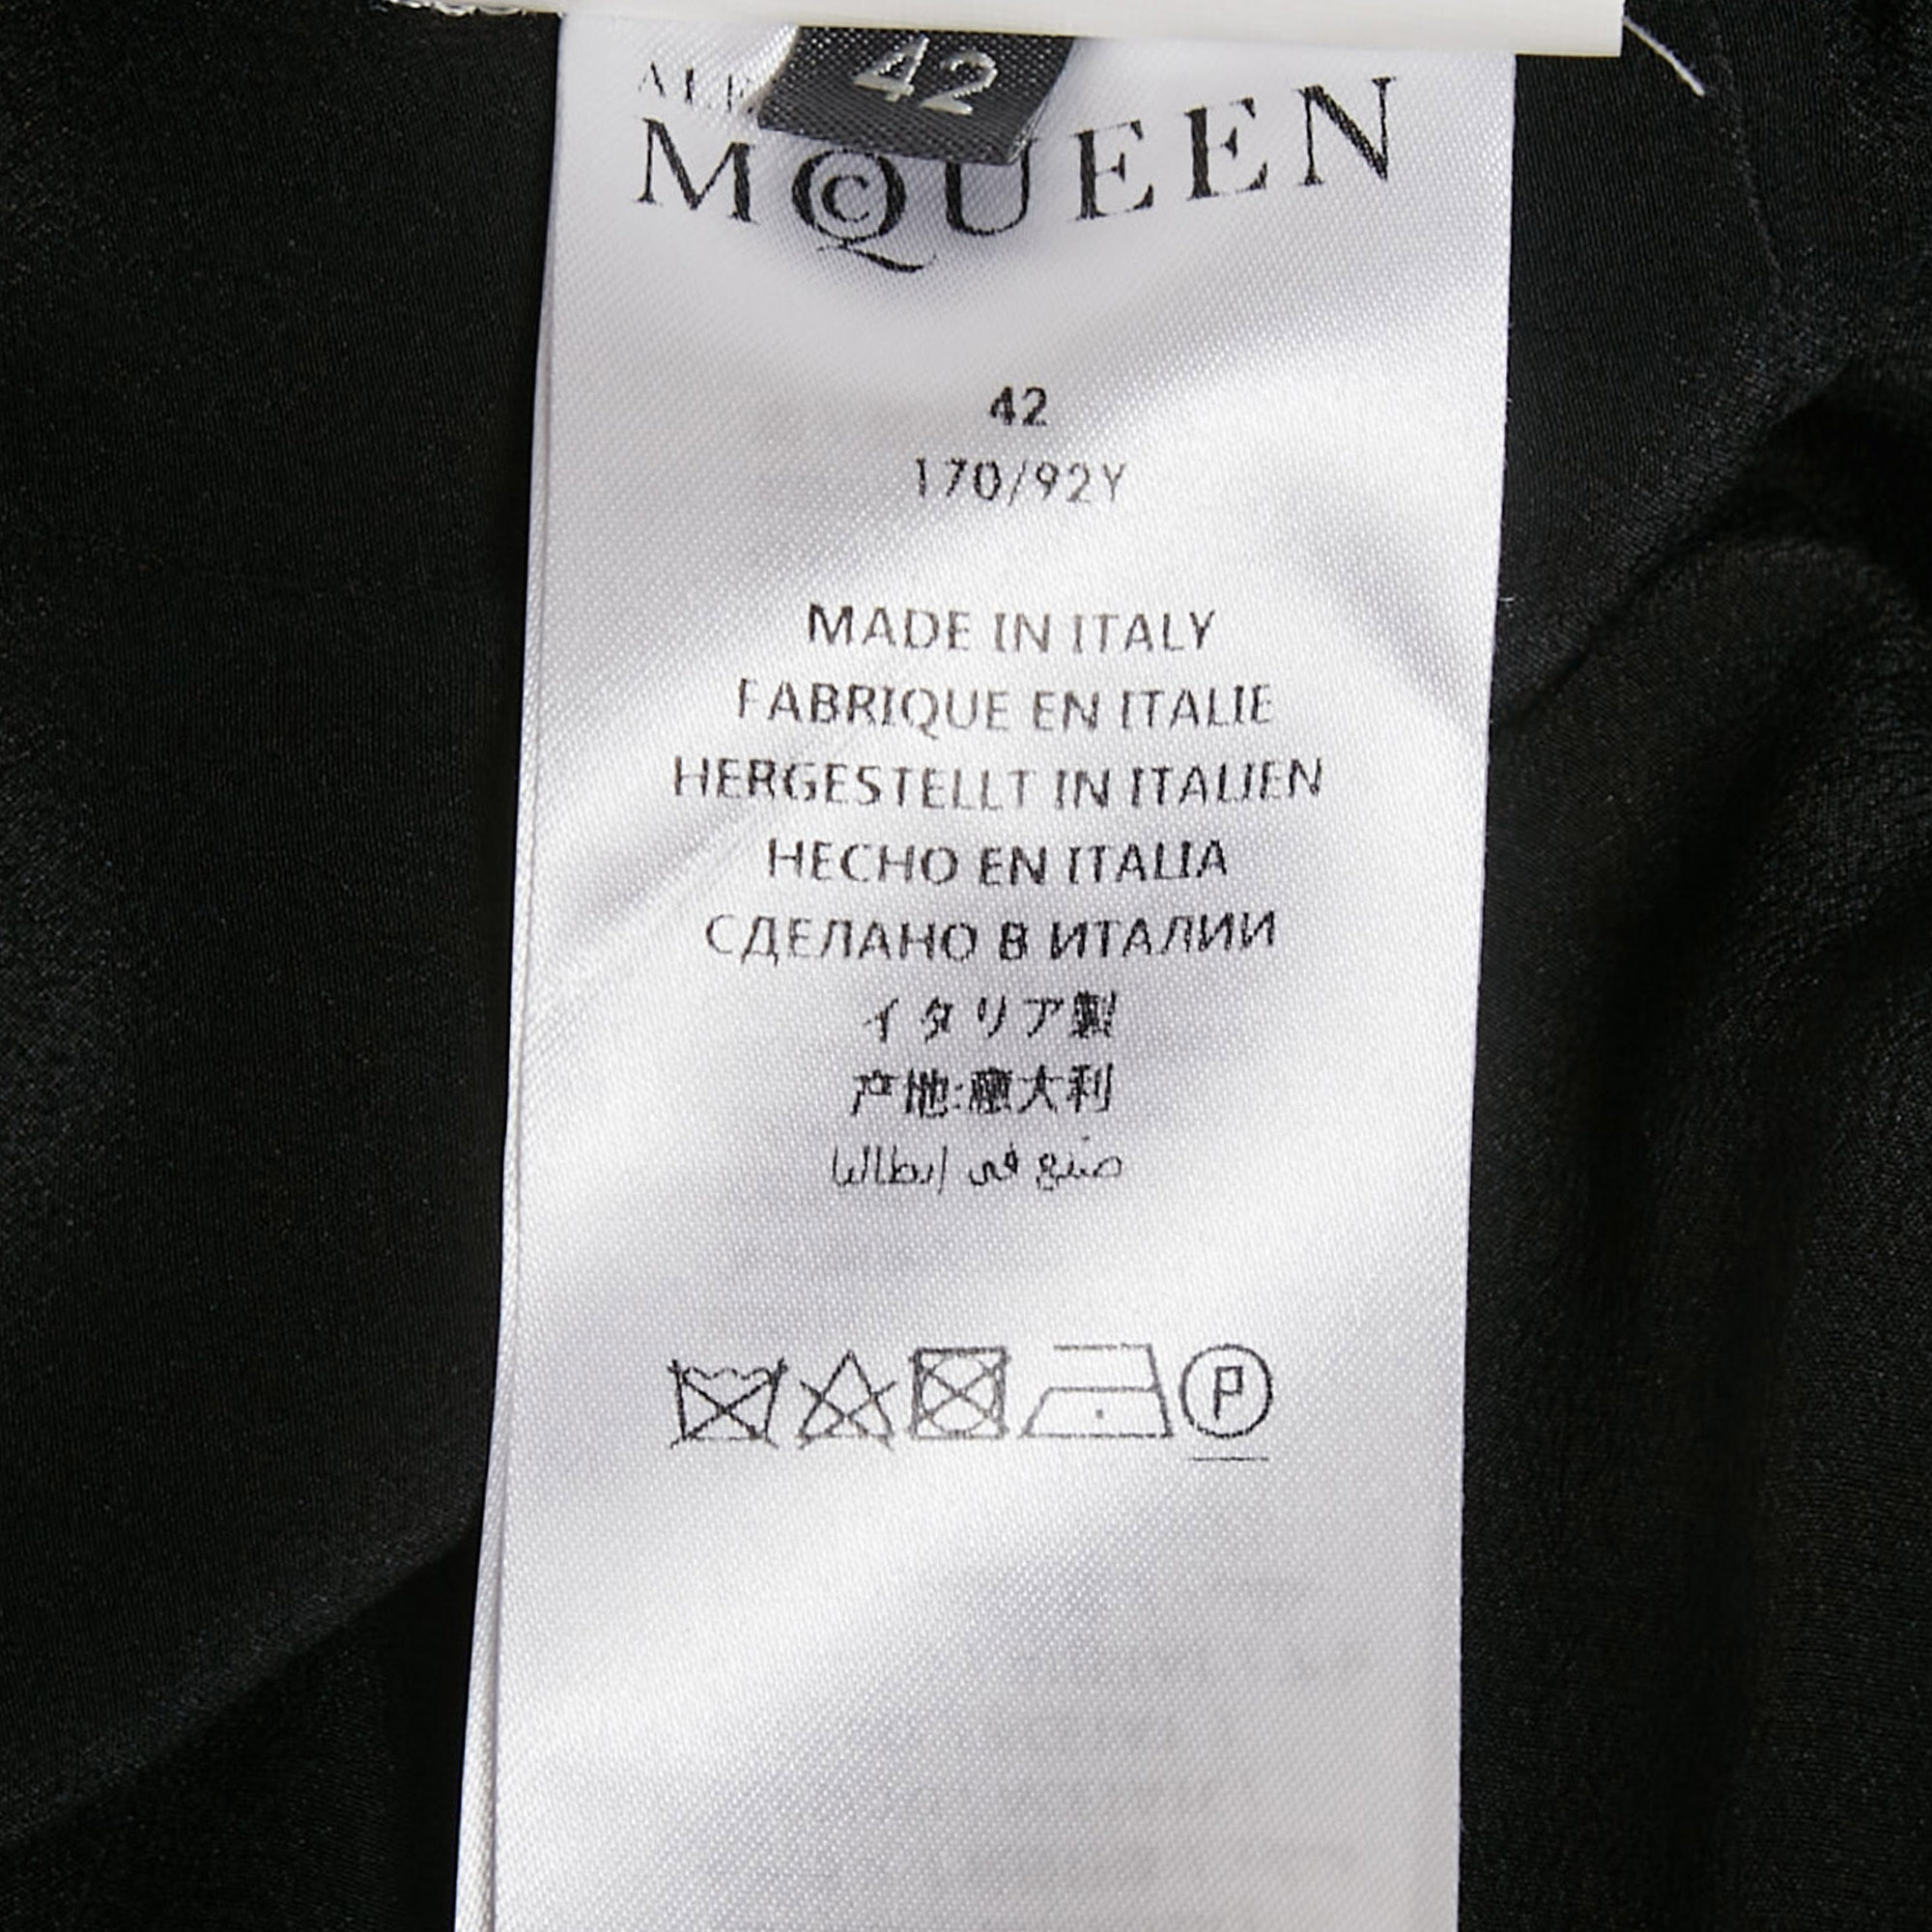 42
MCQUEEN
42
170/92Y
MADE IN ITALY
FABRIQUE EN ITALIE
HERGESTELLT IN ITALIEN
HECHO EN ITALIA
СДЕЛАНО В ИТАЛИИ
イタリア製
产地:意大利
صنع في إيطاليا
P